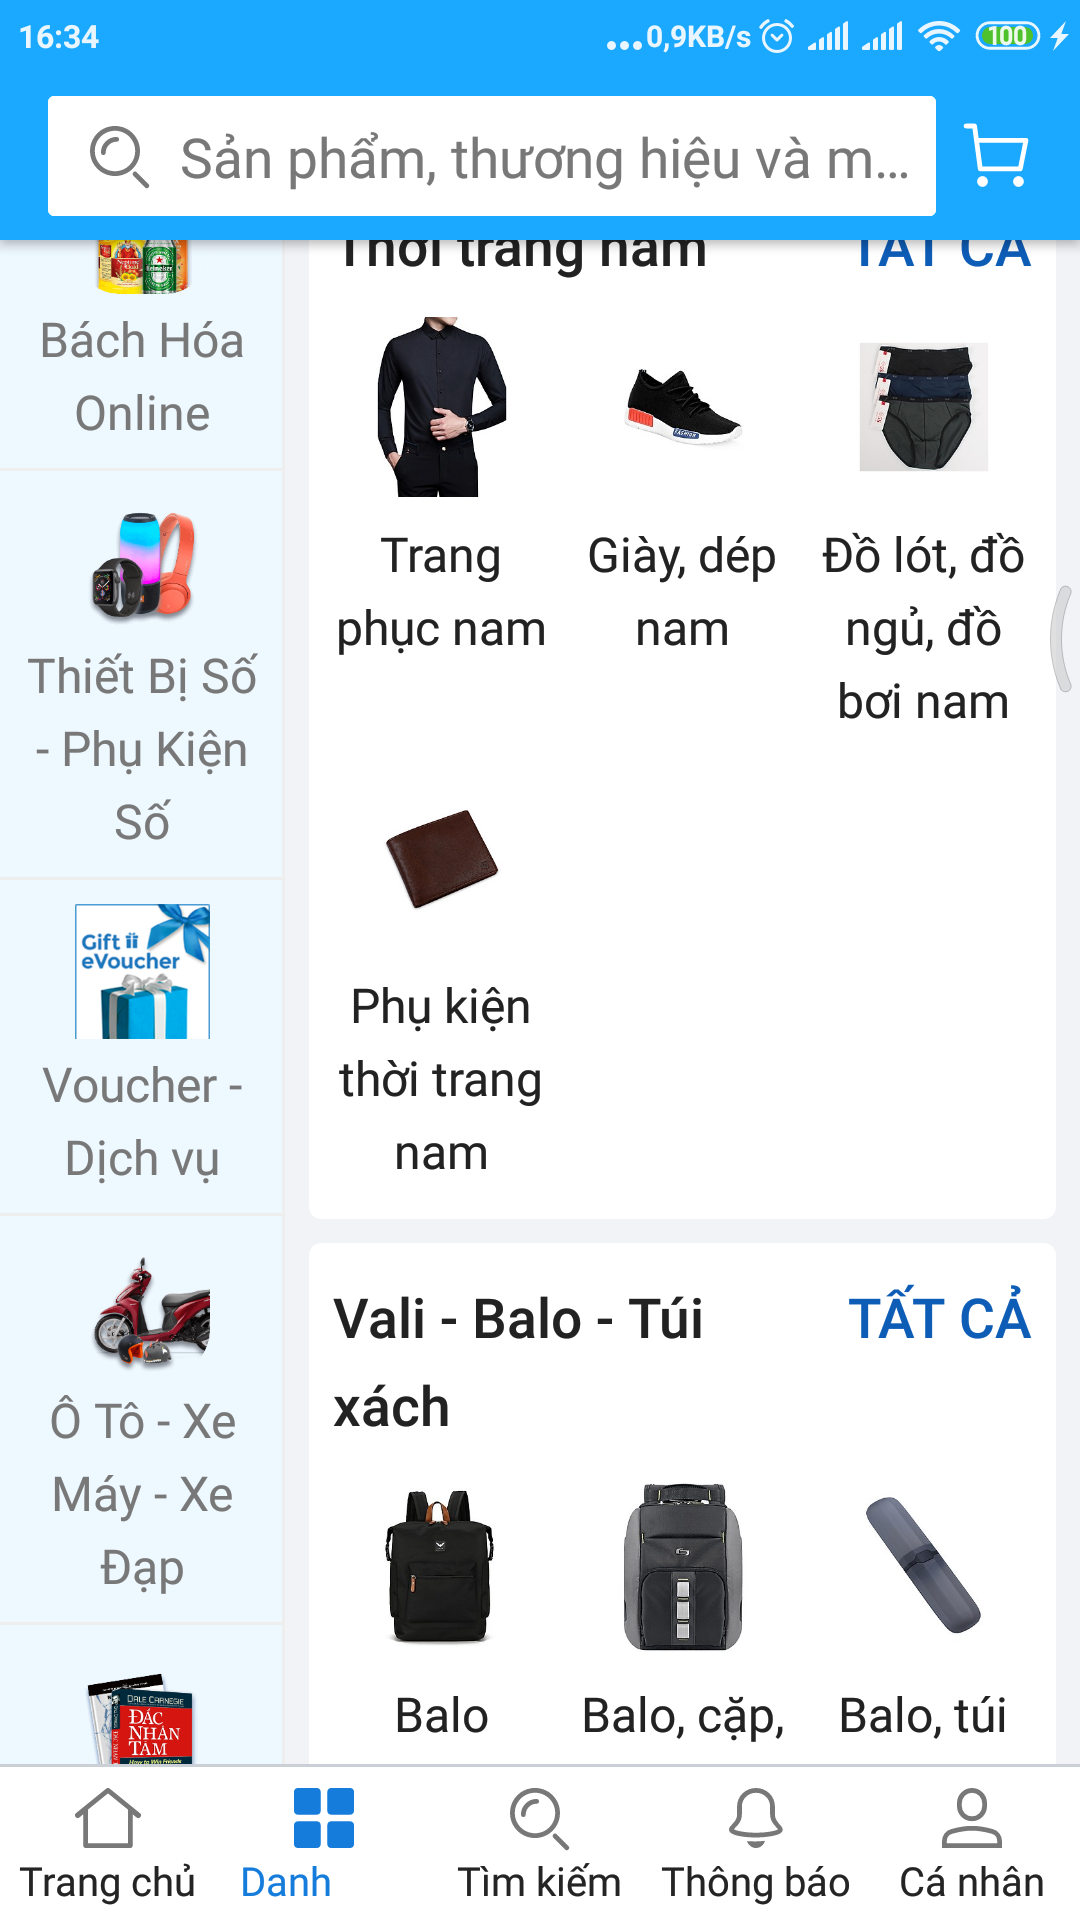 16:34
...0,9KB/s
100
Sản phẩm, thương hiệu và m...
Bách Hóa
Online
Thiết Bị Số
- Phụ Kiện
Số
Gift
eVoucher
Voucher -
Dịch vụ
Ô Tô - Xe
Máy - Xe
Đạp
DALE CARNEGIE
ĐẮC
NHÂN
TÂM
How to Win Friends
Thời trang nam
TẤT CẢ
Trang
phục nam
Giày, dép
nam
Đồ lót, đồ
ngủ, đồ
bơi nam
Phụ kiện
thời trang
nam
Vali - Balo - Túi
xách
TẤT CẢ
Balo
Balo, cặp,
Balo, túi
Trang chủ
Danh
Tìm kiếm
Thông báo
Cá nhân